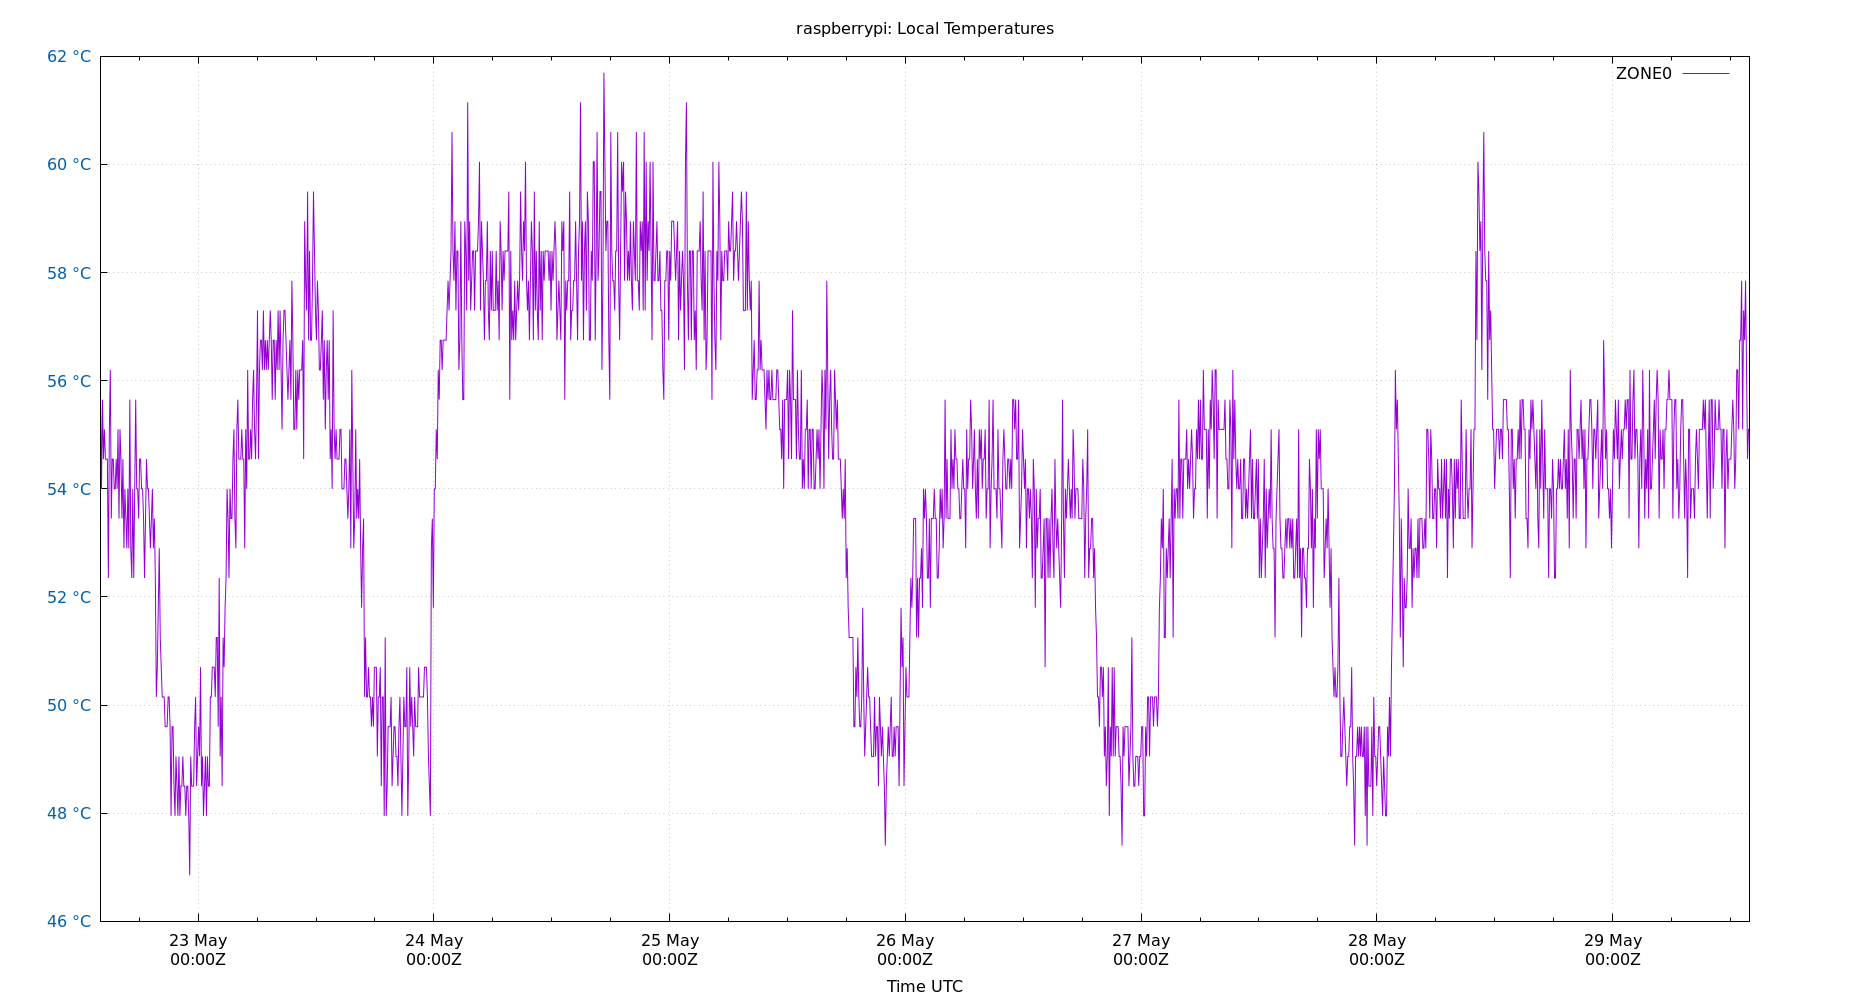 raspberrypi: Local Temperatures
62 °C
ZONE0
60 °C
58 °C
56 °C
54 °C
52 °C
50 °C
48 °C
46 °C
23 May 24 May 25 May 26 May 27 May 28 May 29 May
00:00Z 00:00Z 00:00Z 00:00Z 00:00Z 00:00Z 00:00Z
Time UTC